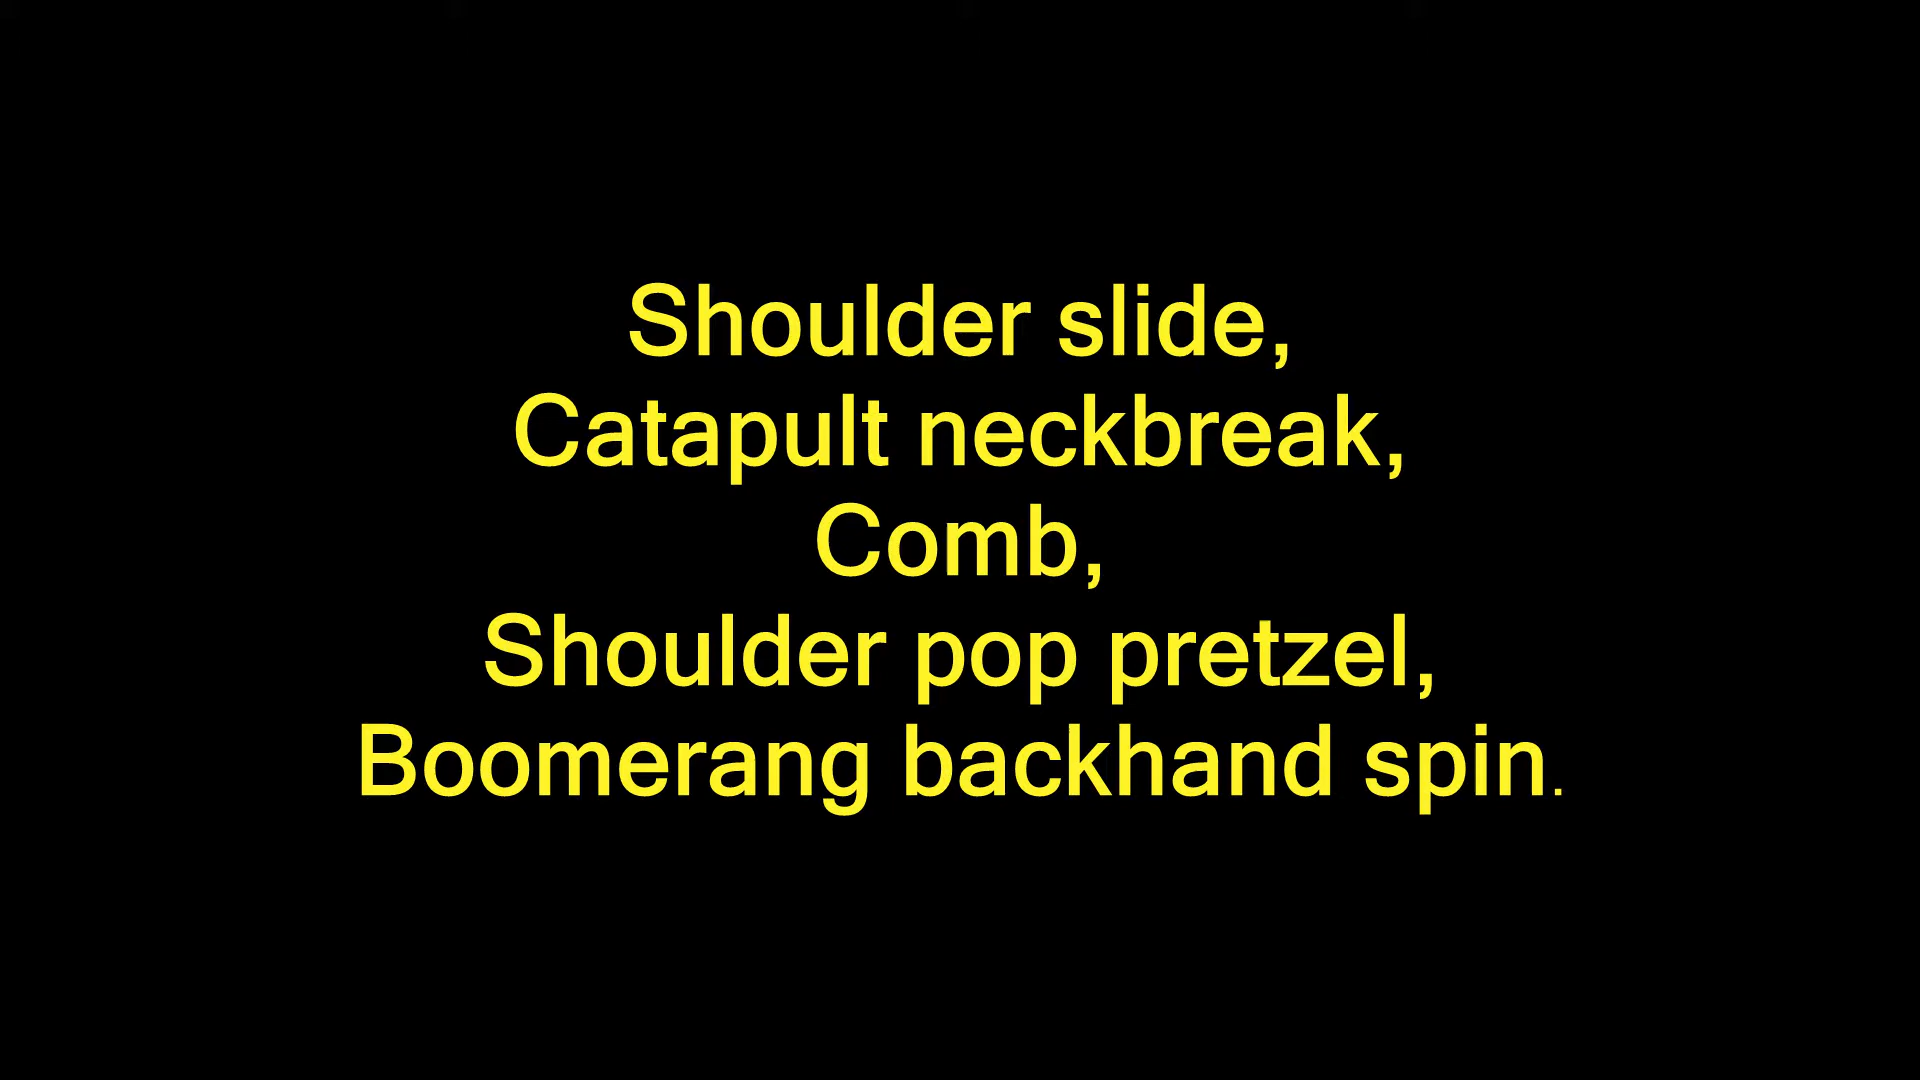 Shoulder slide,
Catapult neckbreak,
Comb,
Shoulder pop pretzel,
Boomerang backhand spin.